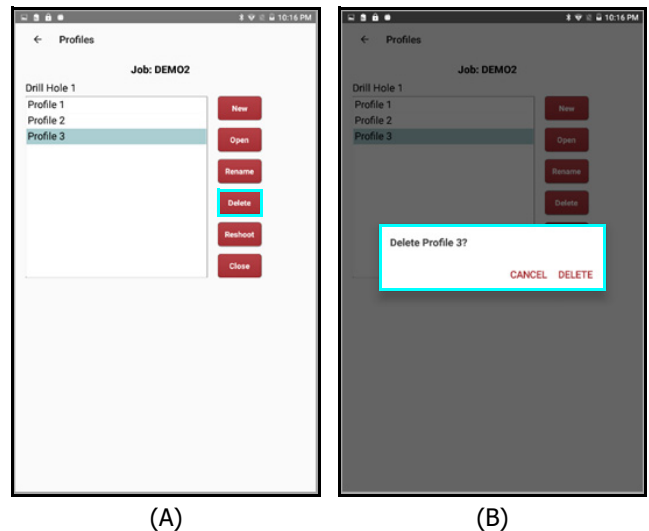 10:16 PM
← Profiles
Job: DEMO2
Drill Hole 1
Profile 1
Profile 2
Profile 3
New
Open
Rename
Delete
Reshoot
Close
(A)
10:16 PM
← Profiles
Job: DEMO2
Drill Hole 1
Profile 1
Profile 2
Profile 3
New
Open
Rename
Delete
Delete Profile 3?
CANCEL DELETE
(B)